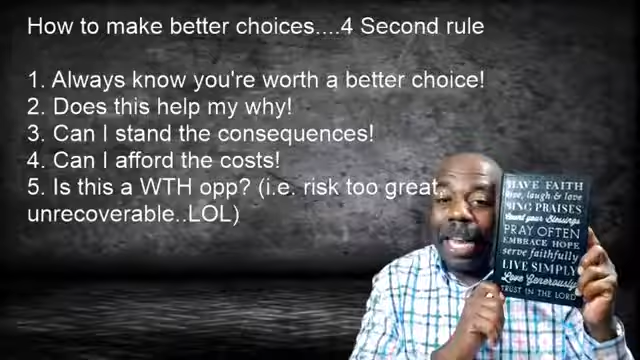 How to make better choices....4 Second rule
1. Always know you're worth a better choice!
2. Does this help my why!
3. Can I stand the consequences!
4. Can I afford the costs!
5. Is this a WTH opp? (i.e. risk too great,
unrecoverable..LOL)
HAVE FAITH
live, laugh & love
SING PRAISES
Count your Blessings
PRAY OFTEN
EMBRACE HOPE
serve faithfully
LIVE SIMPLY
Love Generously
TRUST IN THE LORD